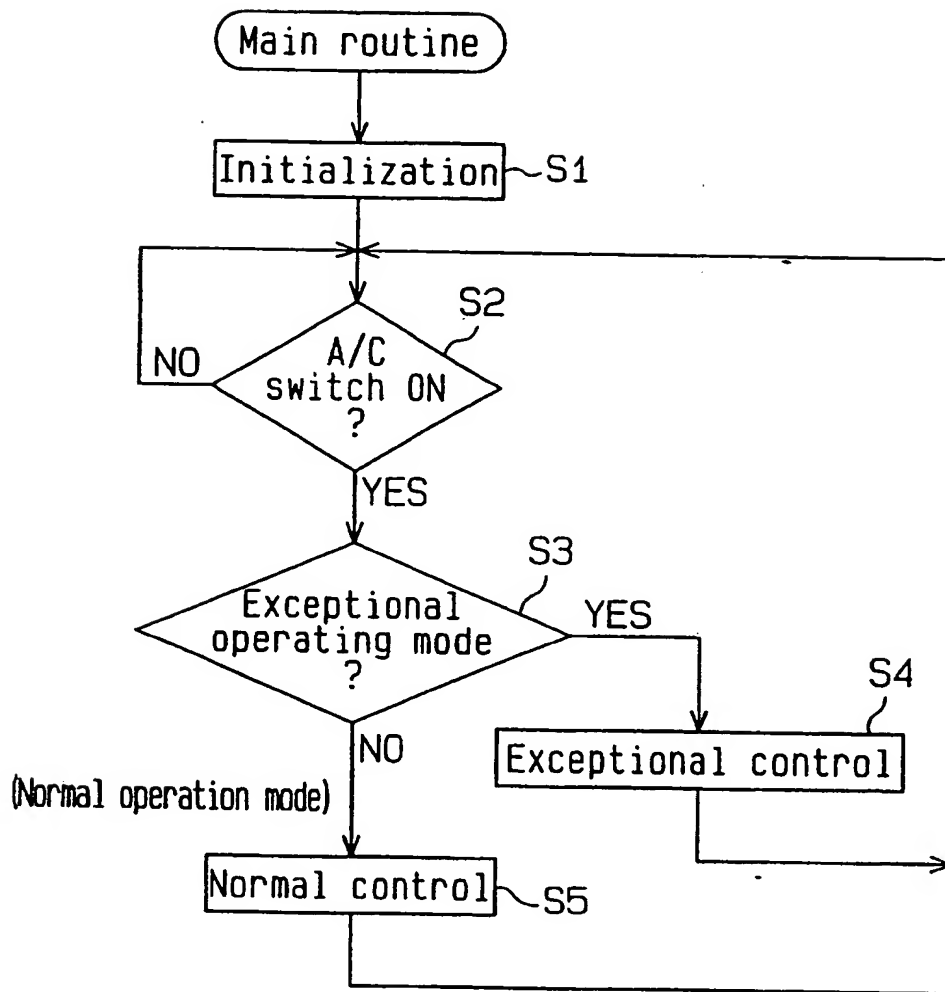 Main routine
Initialization
S1
S2
A/C
switch ON
?
NO
YES
S3
Exceptional
operating mode
?
YES
S4
Exceptional control
NO
(Normal operation mode)
Normal control
S5